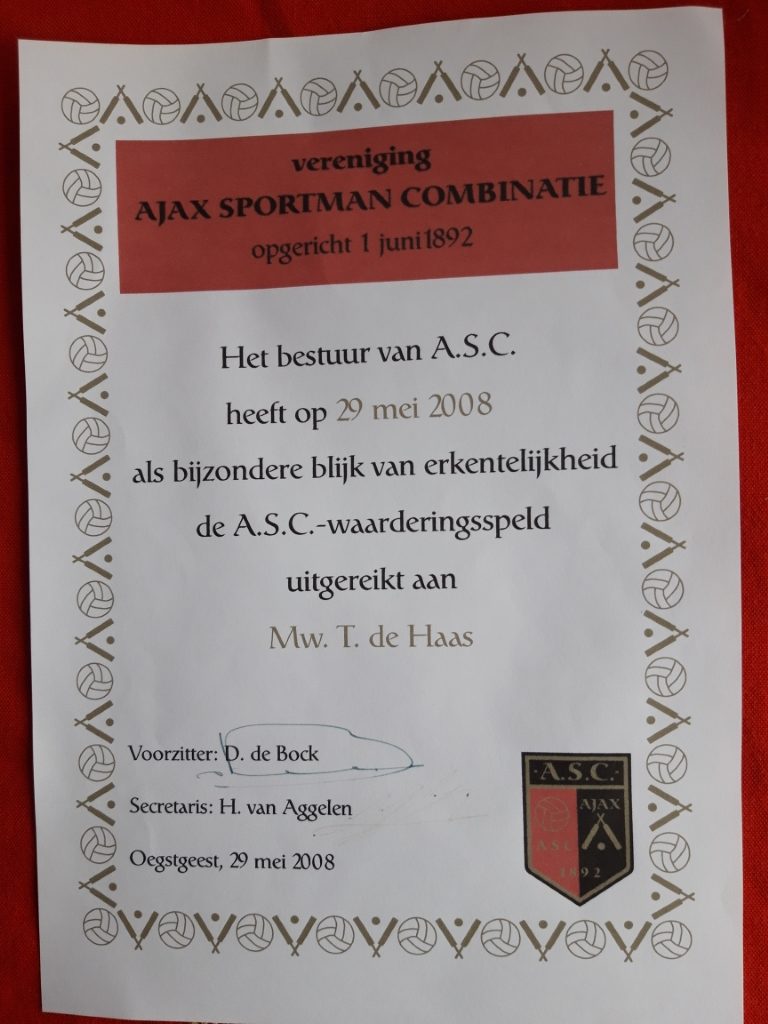 vereniging
AJAX SPORTMAN COMBINATIE
opgericht 1 juni1892
Het bestuur van A.S.C.
heeft op 29 mei 2008
als bijzondere blijk van erkentelijkheid
de A.S.C.-waarderingsspeld
uitgereikt aan
Mw. T. de Haas
Voorzitter: D. de Bock
Secretaris: H. van Aggelen
Oegstgeest, 29 mei 2008
·A.S.C.·
AJAX
ASC
1892